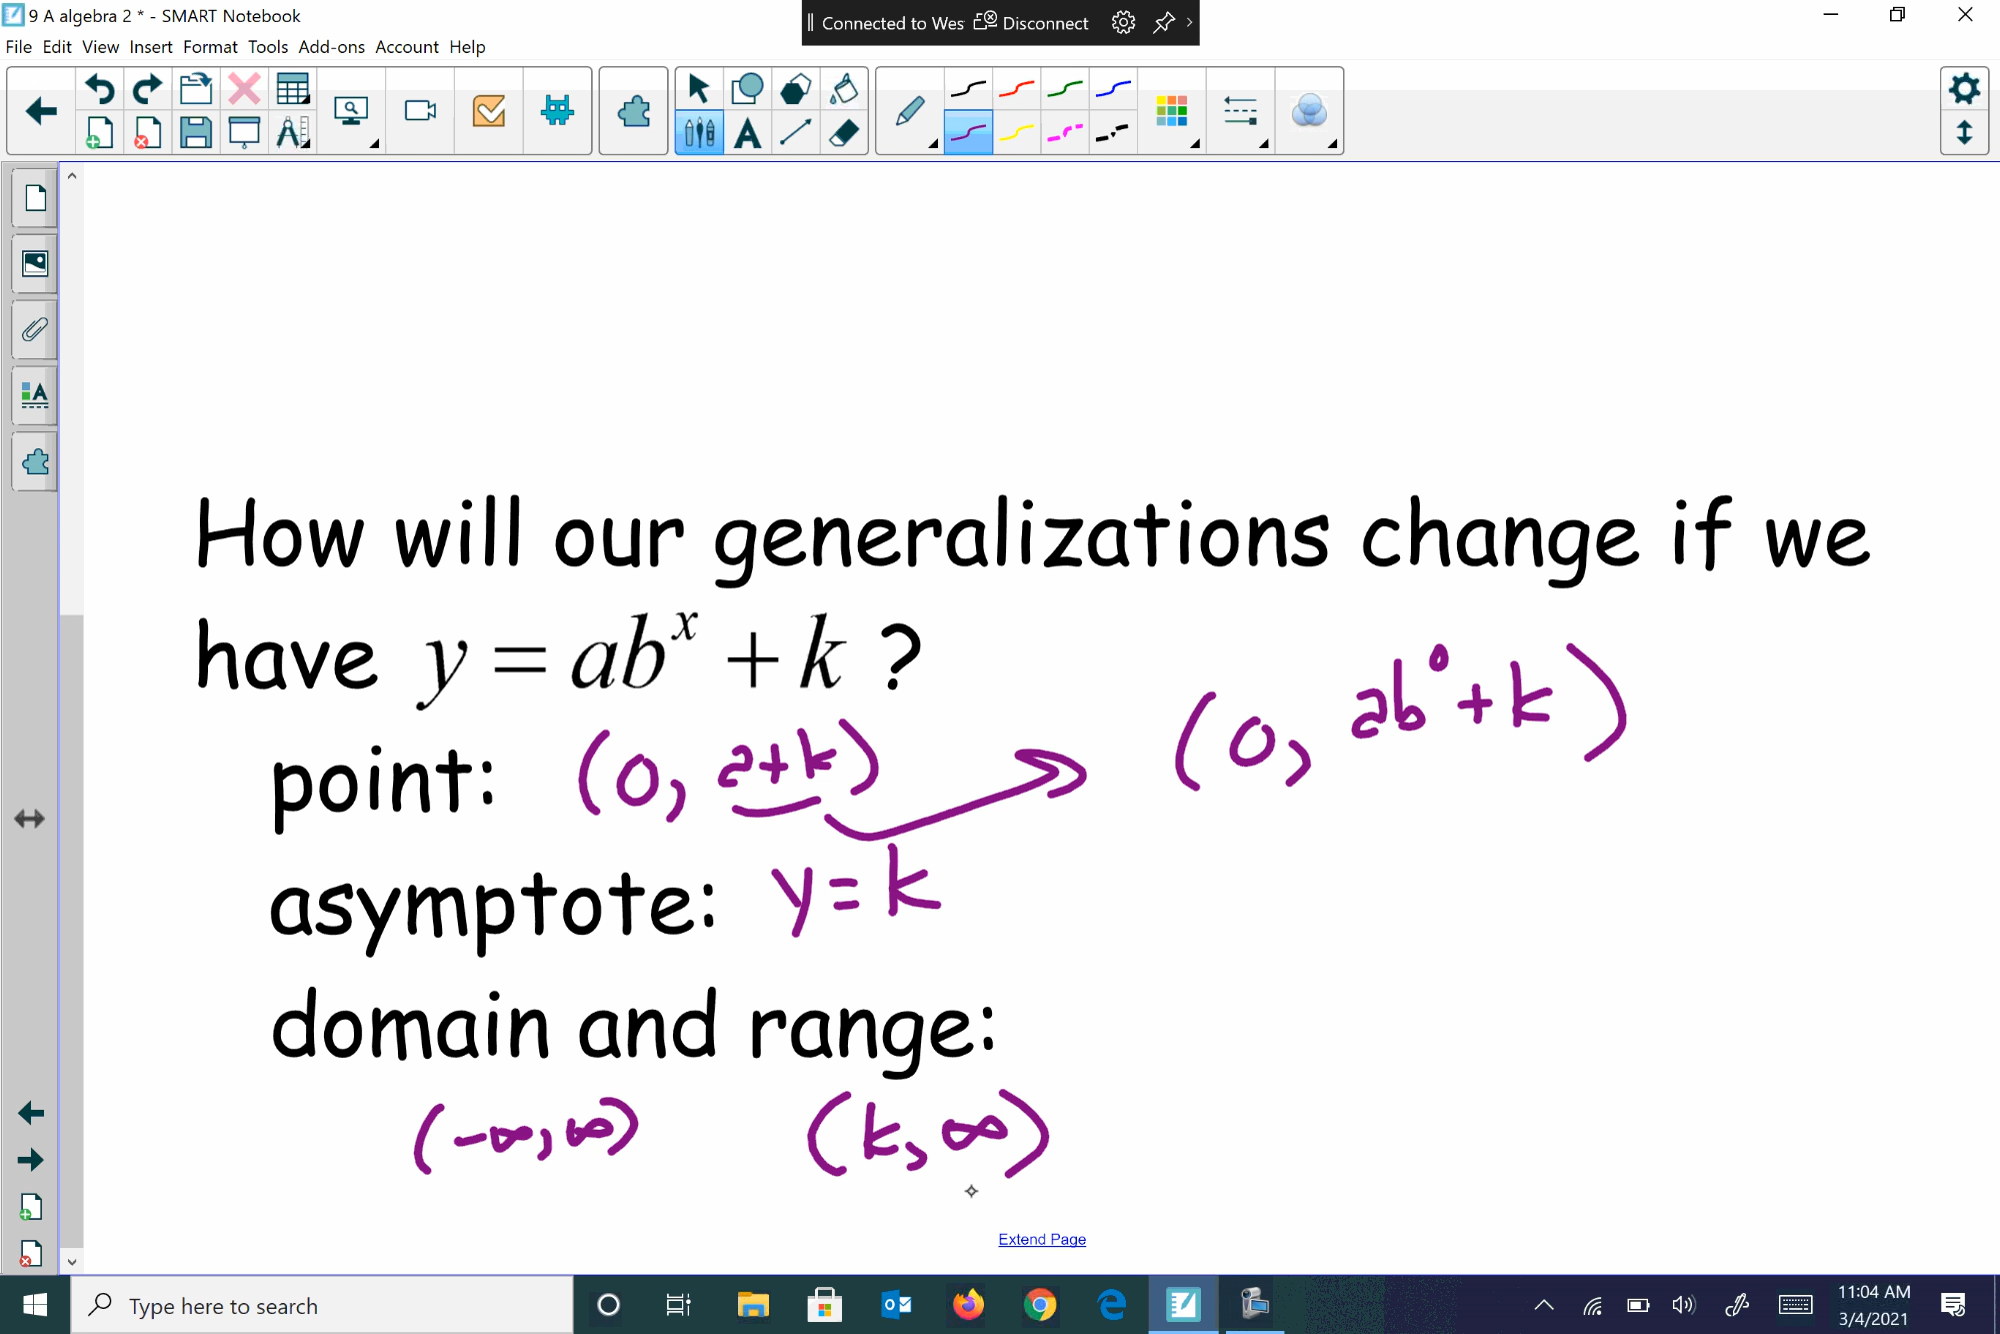 9 A algebra 2 * - SMART Notebook
Connected to Wes Disconnect
File Edit View Insert Format Tools Add-ons Account Help
How will our generalizations change if we
have y = ab^x + k ?
(0, ab^0 + k)
point: (0, a+k)
asymptote: y = k
domain and range:
(-∞, ∞) (k, ∞)
Extend Page
Type here to search
11:04 AM
3/4/2021